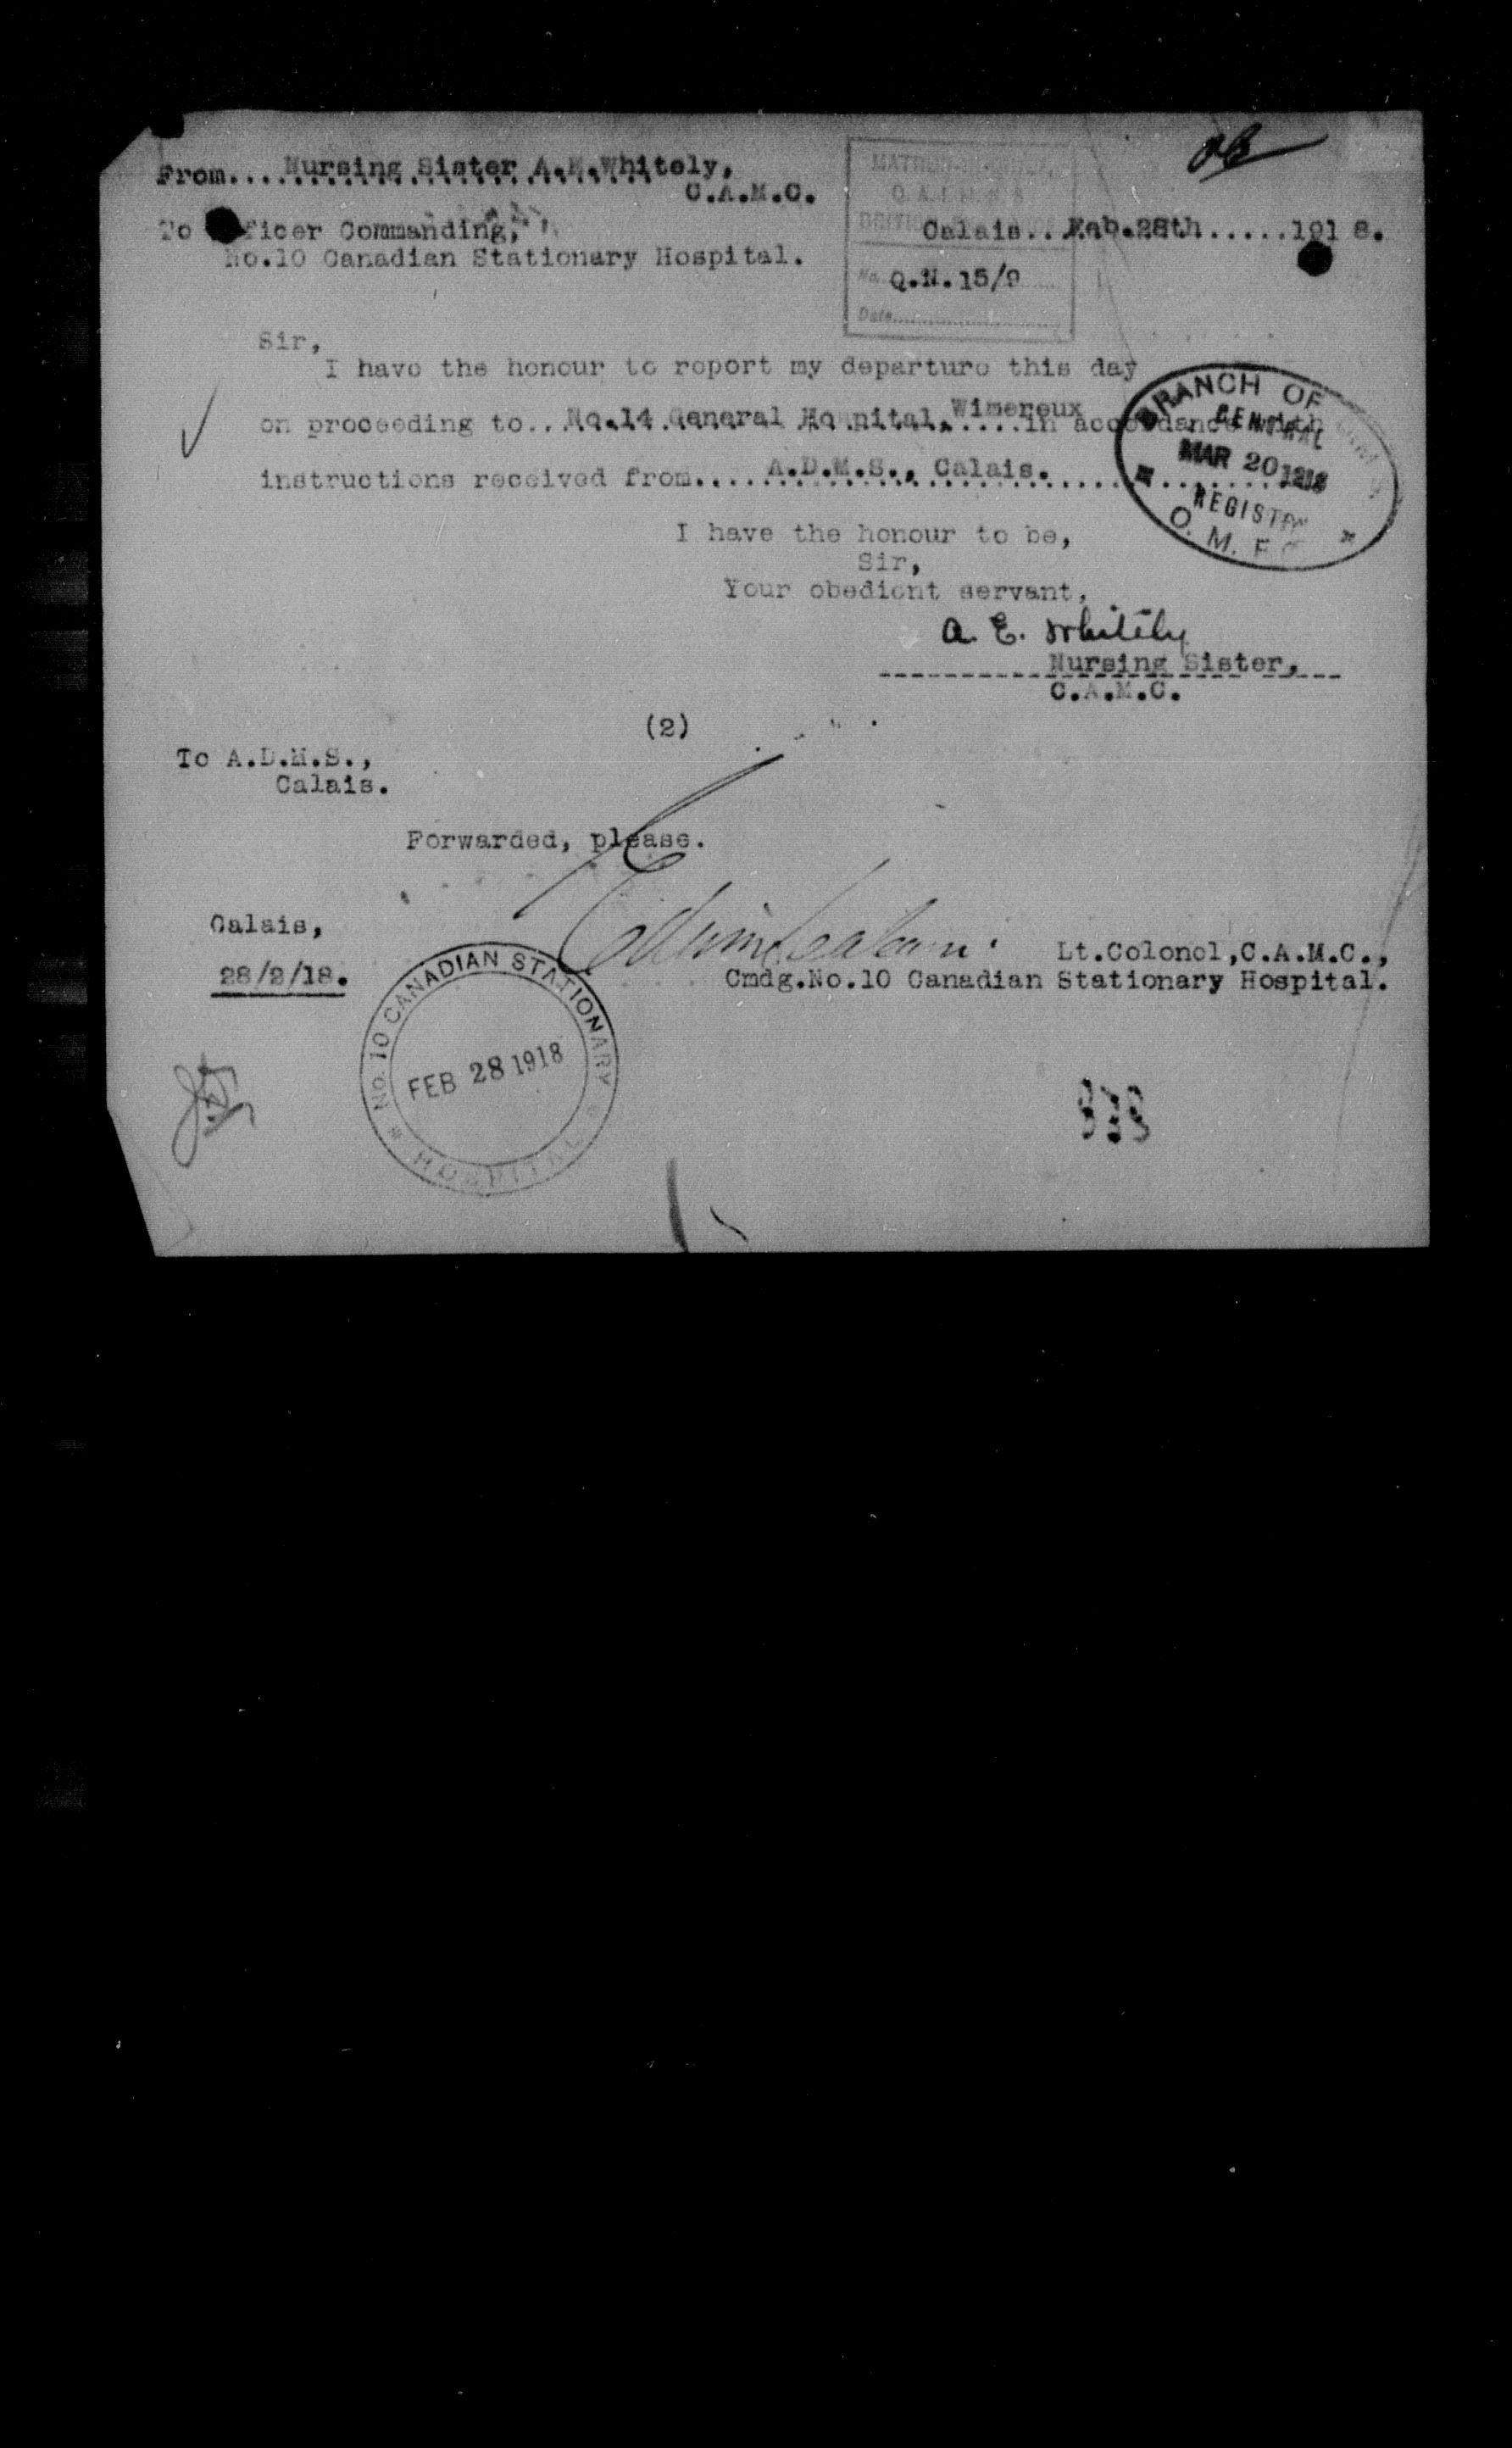 From....Nursing Sister A.E.Whitely,
C.A.M.C.
To Officer Commanding,
No.10 Canadian Stationary Hospital.
Calais...Feb.28th.....1918.
No. Q.N.15/9
Date
Sir,
I have the honour to report my departure this day
on proceeding to..No.14 General Hospital, Wimereux....in accordance with
instructions received from....A.D.M.S., Calais.
BRANCH OF
CENTRAL
MAR 20 1918
REGISTRY
O. M. F. C.
I have the honour to be,
Sir,
Your obedient servant,
A. E. Whitely
Nursing Sister,
C.A.M.C.
(2)
To A.D.M.S.,
Calais.
Forwarded, please.
Calais,
28/2/18.
Lt.Colonel,C.A.M.C.,
Cmdg.No.10 Canadian Stationary Hospital.
No. 10 CANADIAN STATIONARY
FEB 28 1918
HOSPITAL